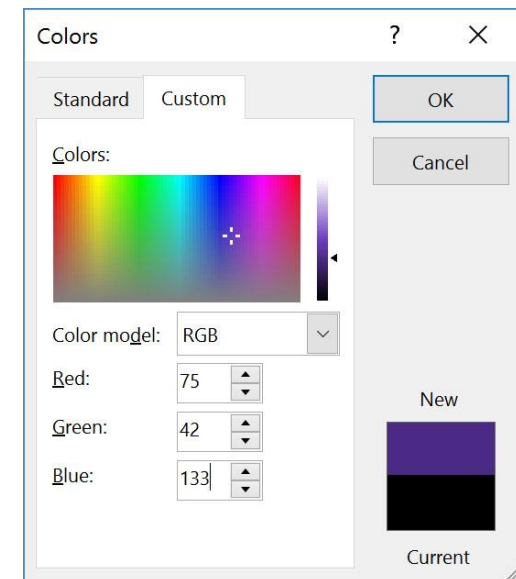 Colors ? X
Standard Custom OK
Colors: Cancel
Color model: RGB
Red: 75
Green: 42
Blue: 133
New
Current